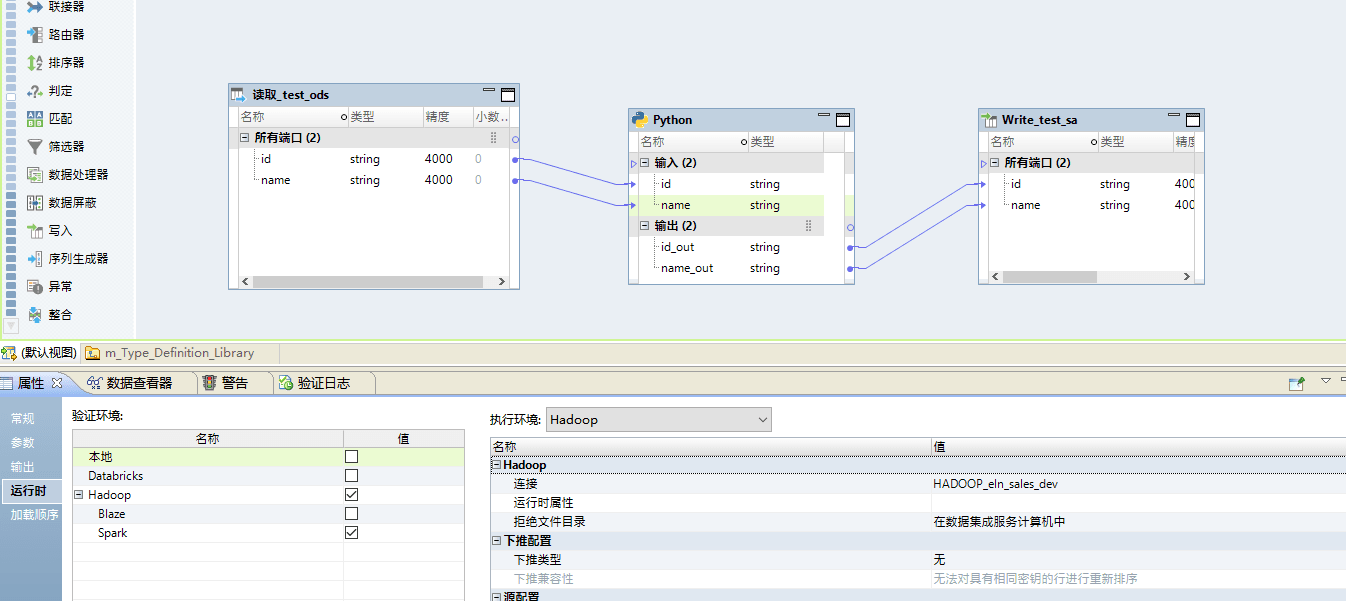 联接器
路由器
排序器
判定
匹配
筛选器
数据处理器
数据屏蔽
写入
序列生成器
异常
整合
读取_test_ods
名称 类型 精度 小数..
所有端口 (2)
id string 4000 0
name string 4000 0
Python
名称 类型
输入 (2)
id string
name string
输出 (2)
id_out string
name_out string
Write_test_sa
名称 类型 精度
所有端口 (2)
id string 400
name string 400
(默认视图) m_Type_Definition_Library
属性 数据查看器 警告 验证日志
常规
参数
输出
运行时
加载顺序
验证环境:
名称 值
本地
Databricks
Hadoop
Blaze
Spark
执行环境: Hadoop
名称 值
Hadoop
连接 HADOOP_eln_sales_dev
运行时属性
拒绝文件目录 在数据集成服务计算机中
下推配置
下推类型 无
下推兼容性 无法对具有相同密钥的行进行重新排序
源配置